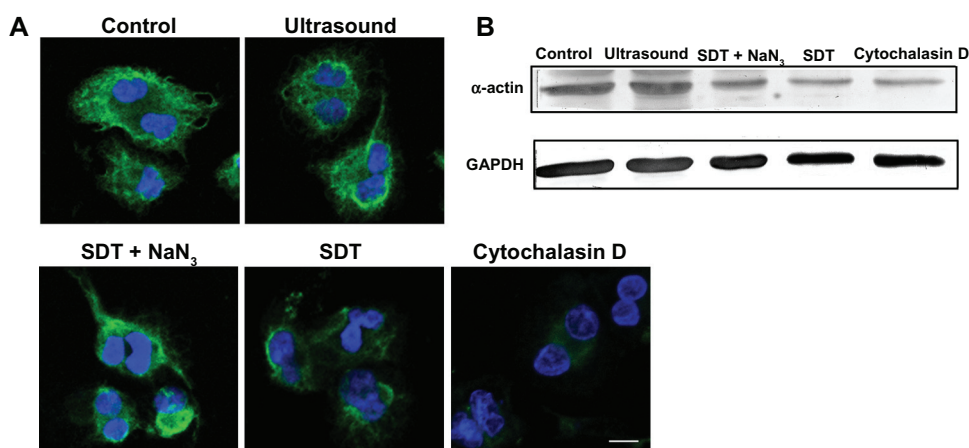 A
Control
Ultrasound
SDT + NaN₃
SDT
Cytochalasin D
B
Control Ultrasound SDT + NaN₃ SDT Cytochalasin D
α-actin
GAPDH